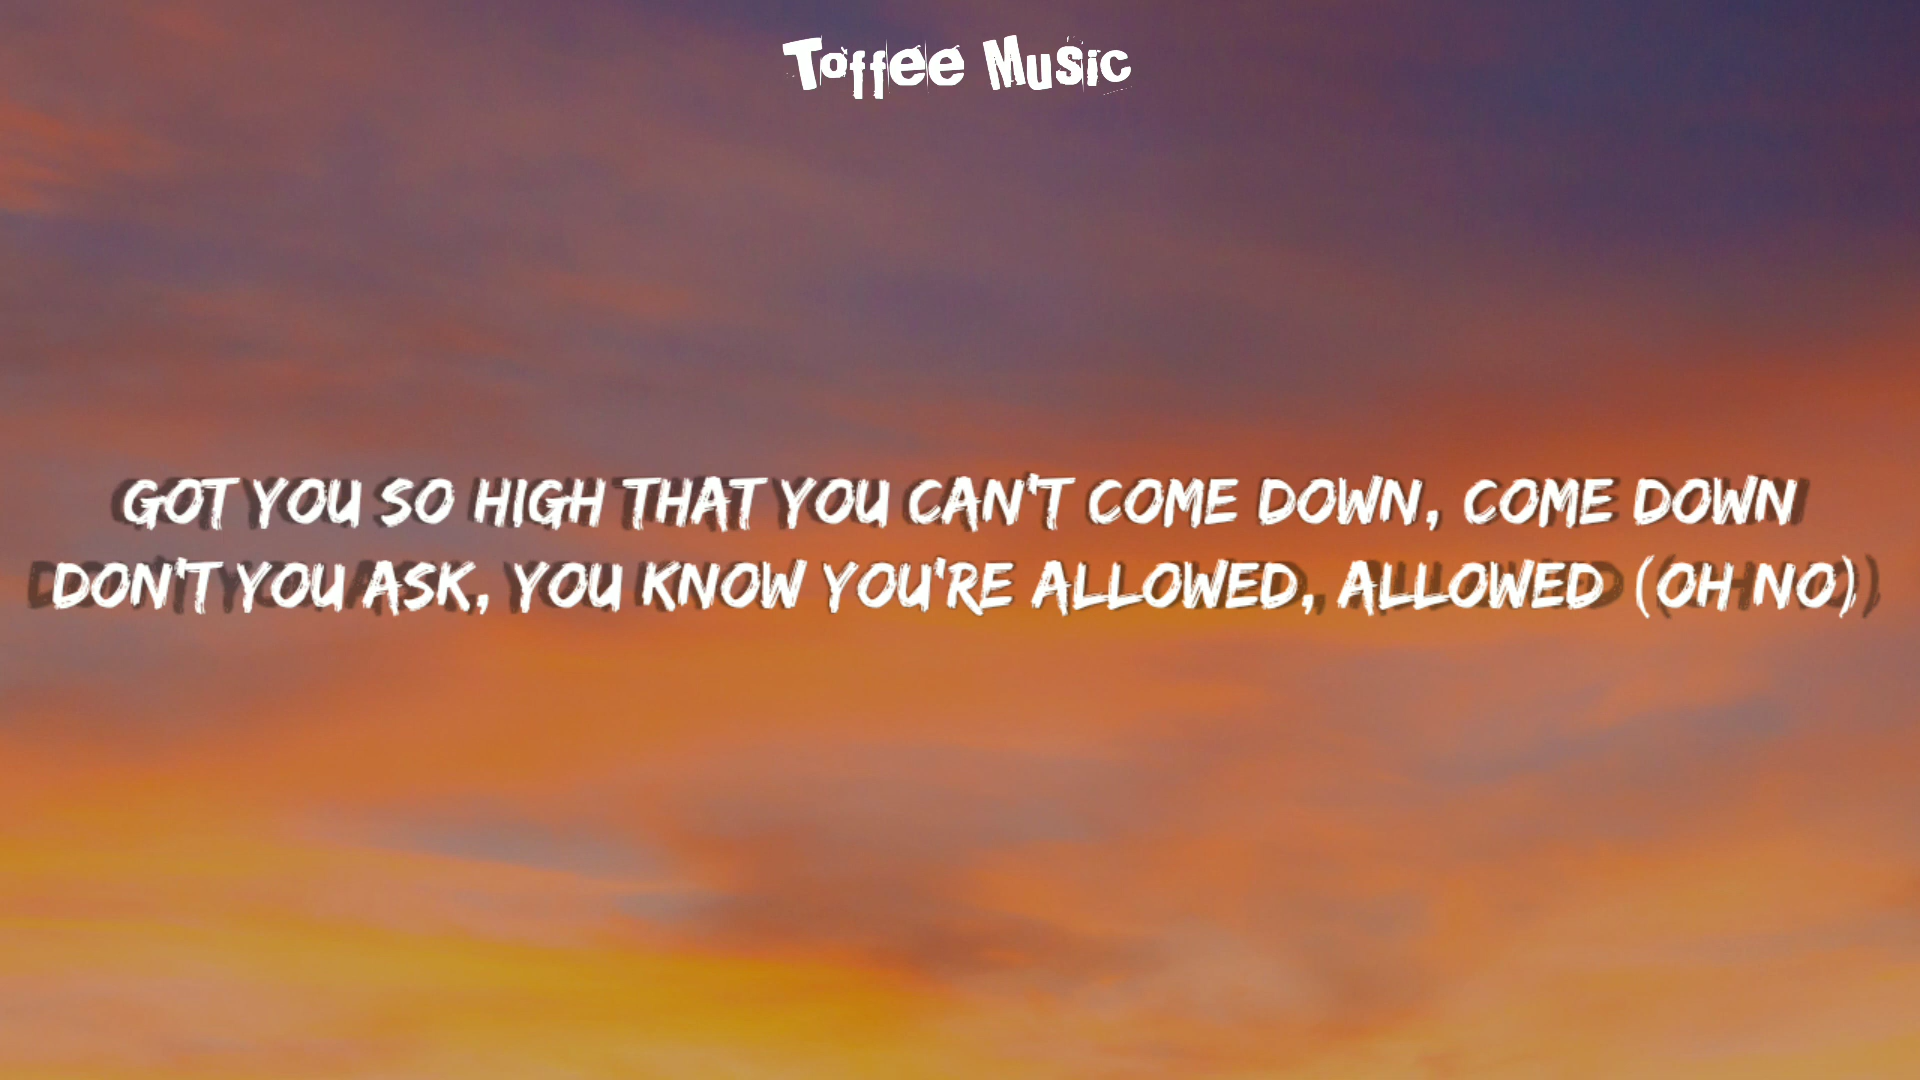 Toffee Music
GOT YOU SO HIGH THAT YOU CAN'T COME DOWN, COME DOWN
DON'T YOU ASK, YOU KNOW YOU'RE ALLOWED, ALLOWED (OH NO)